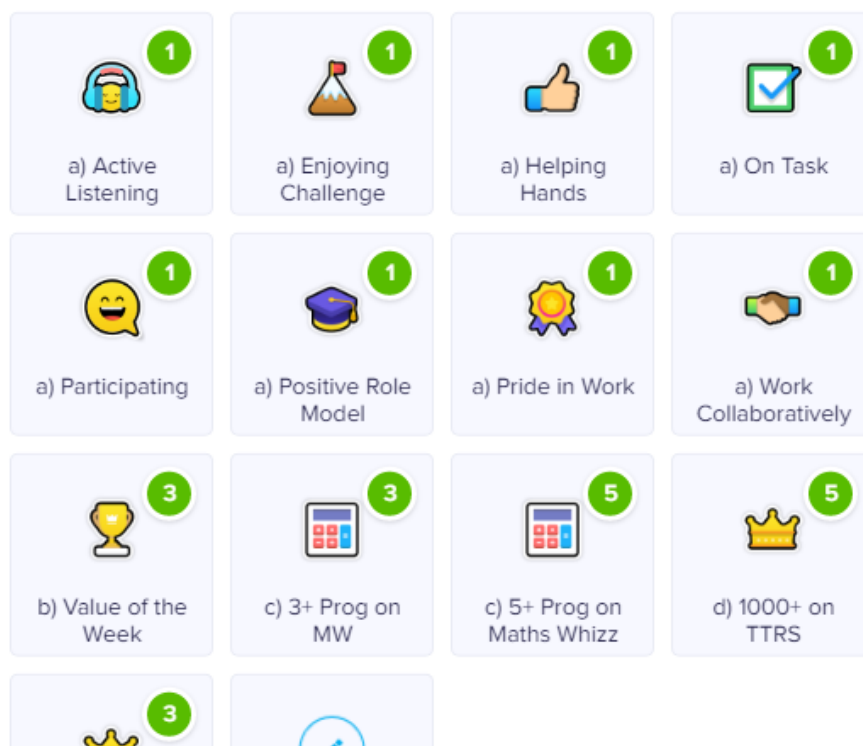 1
1
1
1
a) Active
Listening
a) Enjoying
Challenge
a) Helping
Hands
a) On Task
1
1
1
1
a) Participating
a) Positive Role
Model
a) Pride in Work
a) Work
Collaboratively
3
3
5
5
b) Value of the
Week
c) 3+ Prog on
MW
c) 5+ Prog on
Maths Whizz
d) 1000+ on
TTRS
3